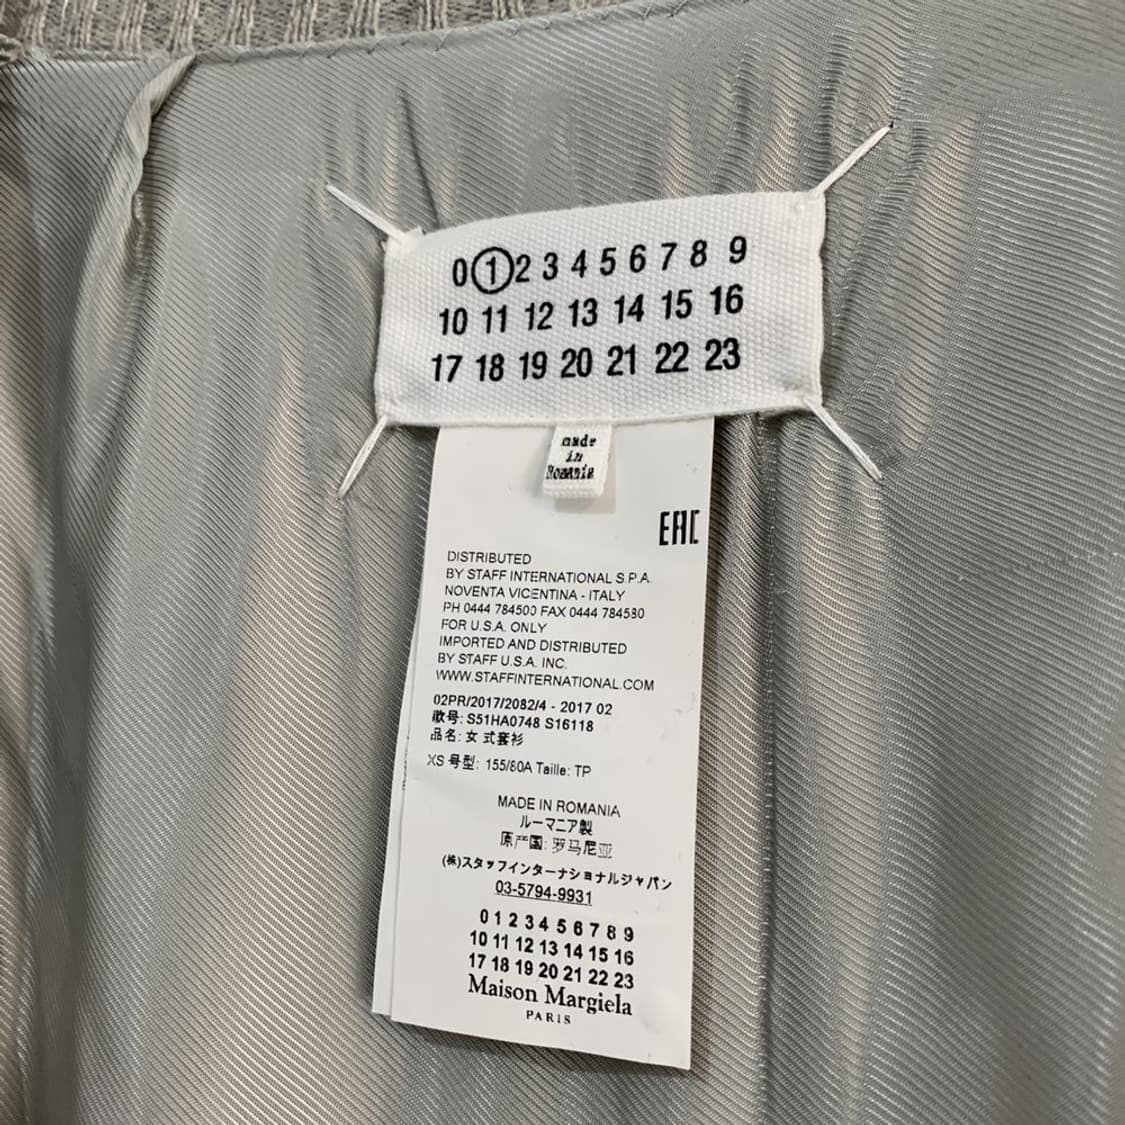 0 1 2 3 4 5 6 7 8 9
10 11 12 13 14 15 16
17 18 19 20 21 22 23
made
in
Romania
EAC
DISTRIBUTED
BY STAFF INTERNATIONAL S.P.A.
NOVENTA VICENTINA - ITALY
PH 0444 784500 FAX 0444 784580
FOR U.S.A. ONLY
IMPORTED AND DISTRIBUTED
BY STAFF U.S.A. INC.
WWW.STAFFINTERNATIONAL.COM
02PR/2017/2082/4 - 2017 02
款号: S51HA0748 S16118
品名: 女式套衫
XS 号型: 155/80A Taille: TP
MADE IN ROMANIA
ルーマニア製
原产国: 罗马尼亚
(株)スタッフインターナショナルジャパン
03-5794-9931
0 1 2 3 4 5 6 7 8 9
10 11 12 13 14 15 16
17 18 19 20 21 22 23
Maison Margiela
PARIS